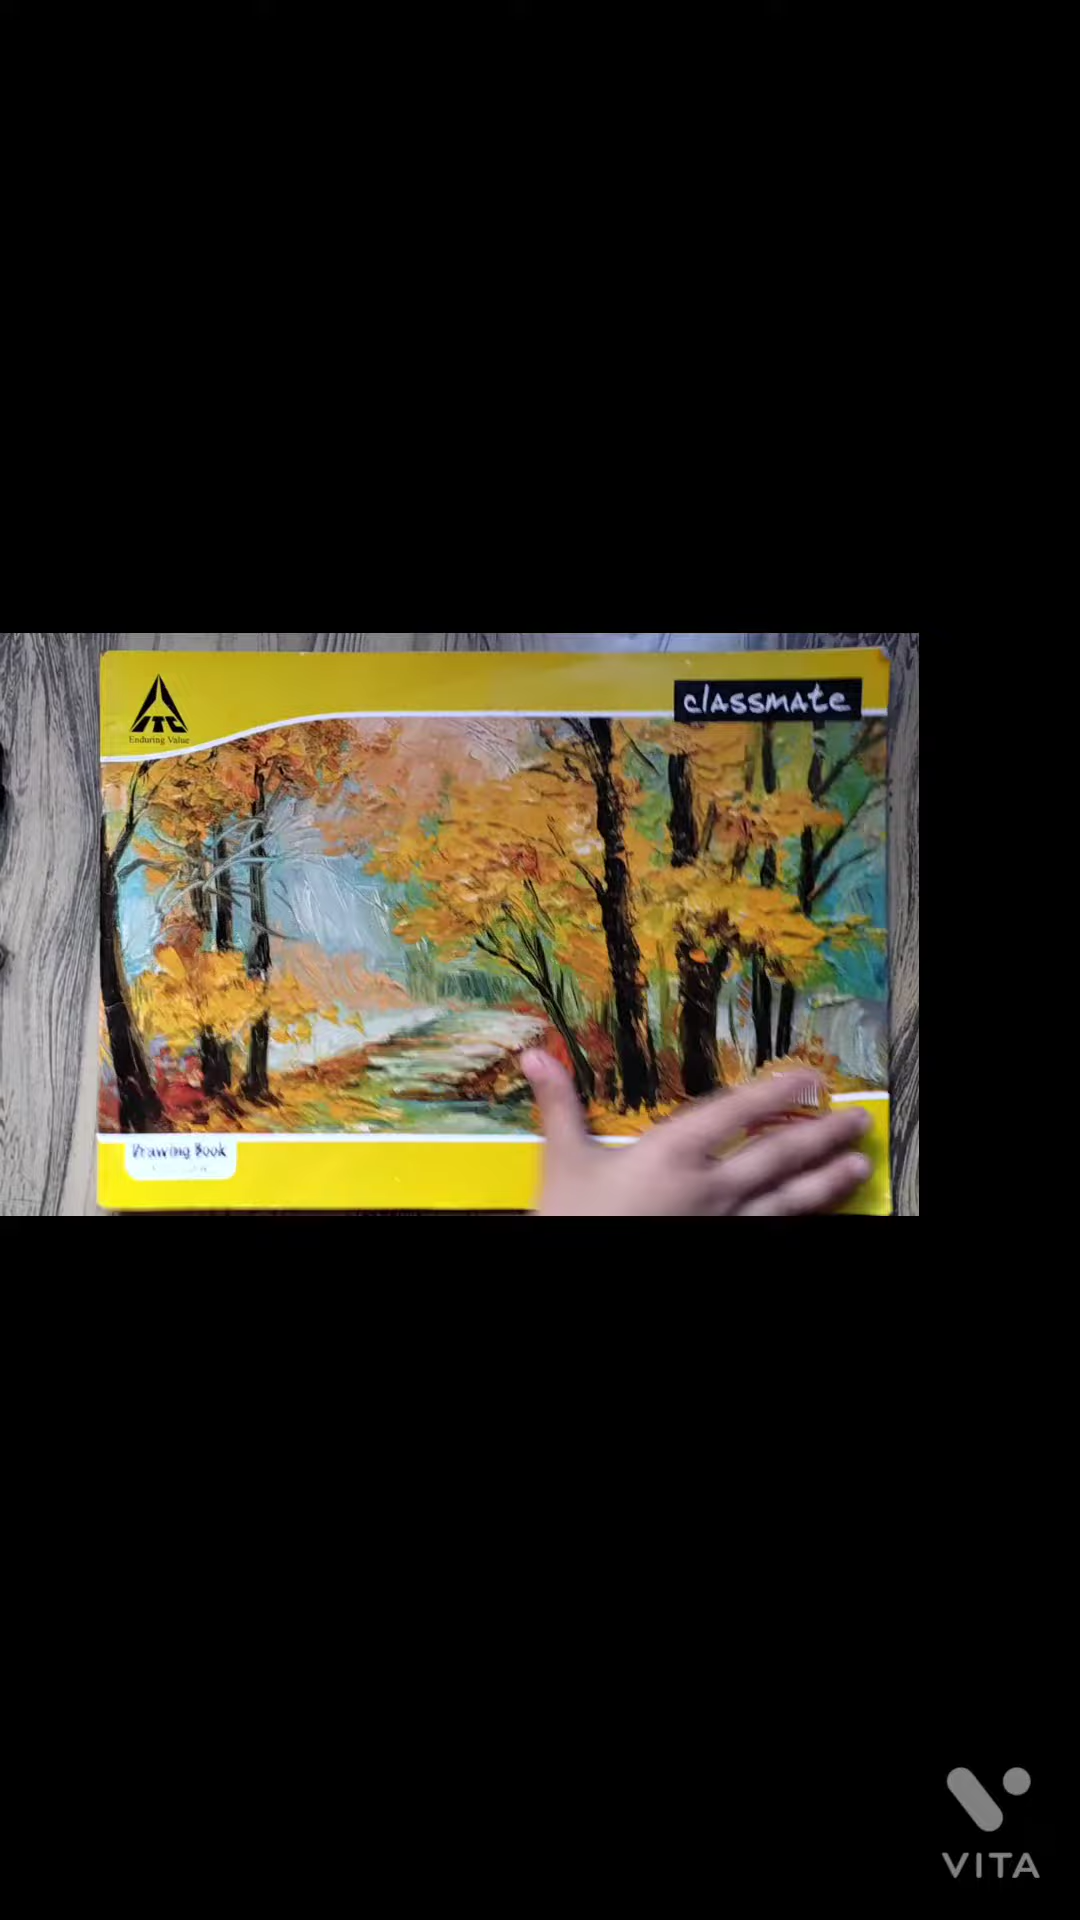 classmate
ITC
Enduring Value
Drawing Book
VITA